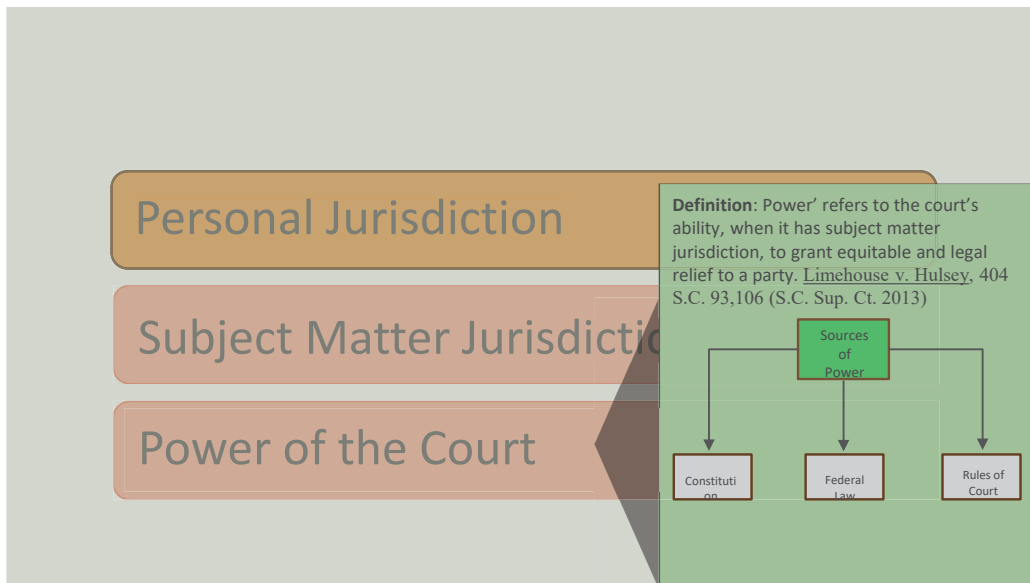 Personal Jurisdiction
Subject Matter Jurisdictio
Power of the Court
Definition: Power' refers to the court's
ability, when it has subject matter
jurisdiction, to grant equitable and legal
relief to a party. Limehouse v. Hulsey, 404
S.C. 93,106 (S.C. Sup. Ct. 2013)
Sources
of
Power
Constituti
on
Federal
Law
Rules of
Court